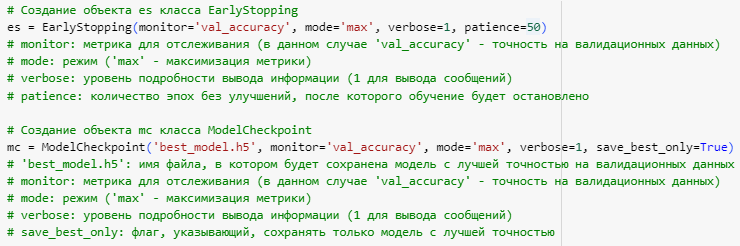 # Создание объекта es класса EarlyStopping
es = EarlyStopping(monitor='val_accuracy', mode='max', verbose=1, patience=50)
# monitor: метрика для отслеживания (в данном случае 'val_accuracy' - точность на валидационных данных)
# mode: режим ('max' - максимизация метрики)
# verbose: уровень подробности вывода информации (1 для вывода сообщений)
# patience: количество эпох без улучшений, после которого обучение будет остановлено

# Создание объекта mc класса ModelCheckpoint
mc = ModelCheckpoint('best_model.h5', monitor='val_accuracy', mode='max', verbose=1, save_best_only=True)
# 'best_model.h5': имя файла, в котором будет сохранена модель с лучшей точностью на валидационных данных
# monitor: метрика для отслеживания (в данном случае 'val_accuracy' - точность на валидационных данных)
# mode: режим ('max' - максимизация метрики)
# verbose: уровень подробности вывода информации (1 для вывода сообщений)
# save_best_only: флаг, указывающий, сохранять только модель с лучшей точностью